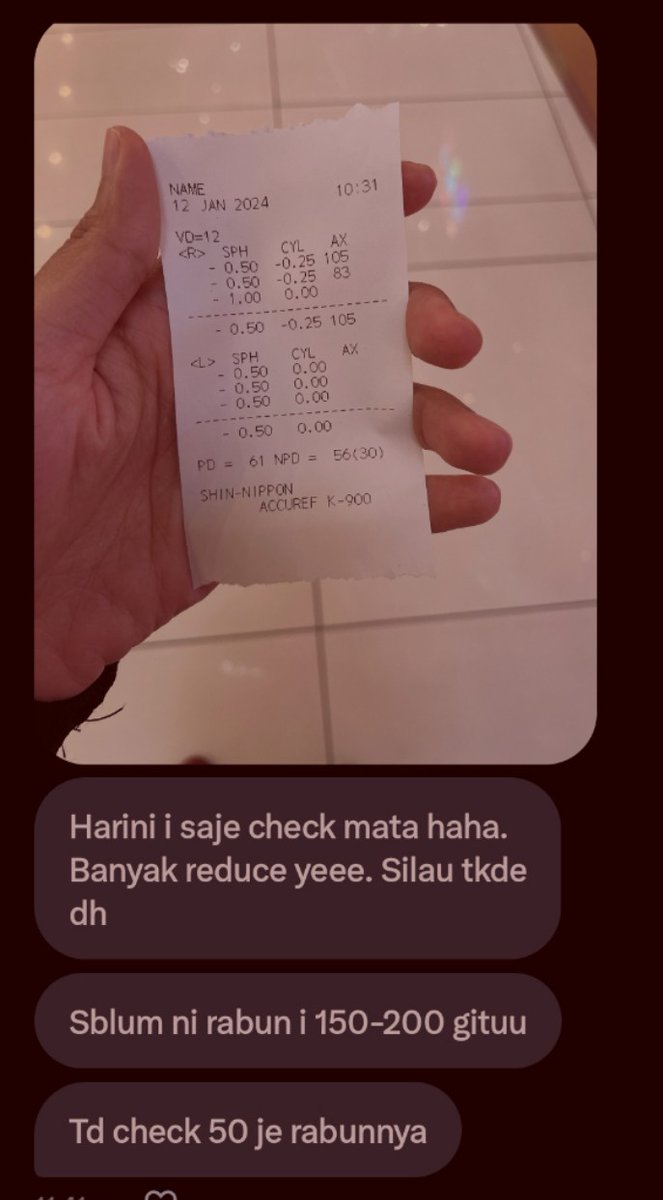 NAME
12 JAN 2024 10:31
VD=12
<R> SPH CYL AX
- 0.50 -0.25 105
- 0.50 -0.25 83
- 1.00 0.00
- 0.50 -0.25 105
<L> SPH CYL AX
- 0.50 0.00
- 0.50 0.00
- 0.50 0.00
- 0.50 0.00
PD = 61 NPD = 56(30)
SHIN-NIPPON
ACCUREF K-900
Harini i saje check mata haha.
Banyak reduce yeee. Silau tkde
dh
Sblum ni rabun i 150-200 gituu
Td check 50 je rabunnya